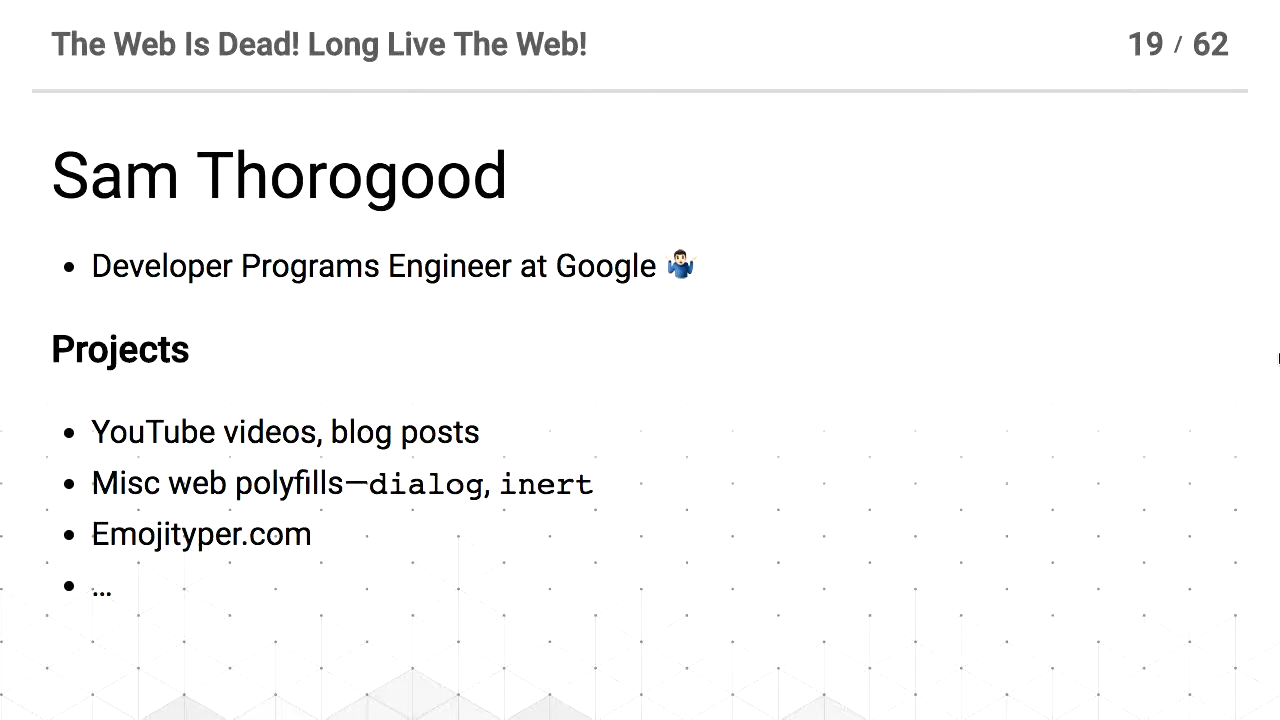 The Web Is Dead! Long Live The Web!
19 / 62
Sam Thorogood
• Developer Programs Engineer at Google 🤷🏻‍♂️
Projects
• YouTube videos, blog posts
• Misc web polyfills—dialog, inert
• Emojityper.com
• …